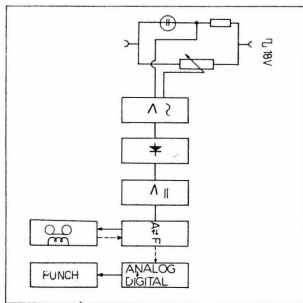 ⎍ 18V
∧ ~
∧ =
A⇄F
ANALOG
DIGITAL
PUNCH